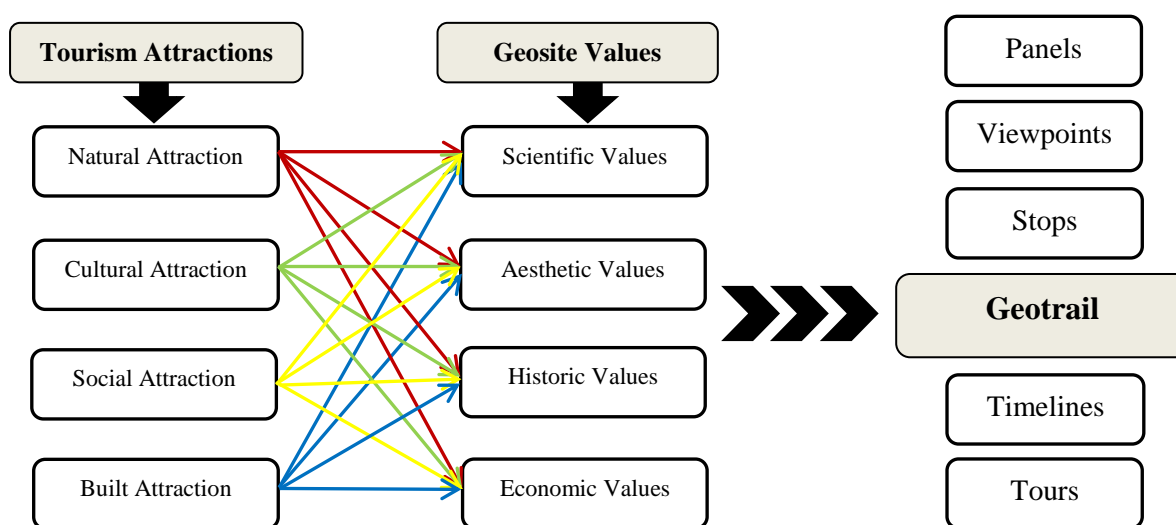 Tourism Attractions
Natural Attraction
Cultural Attraction
Social Attraction
Built Attraction
Geosite Values
Scientific Values
Aesthetic Values
Historic Values
Economic Values
Panels
Viewpoints
Stops
Geotrail
Timelines
Tours